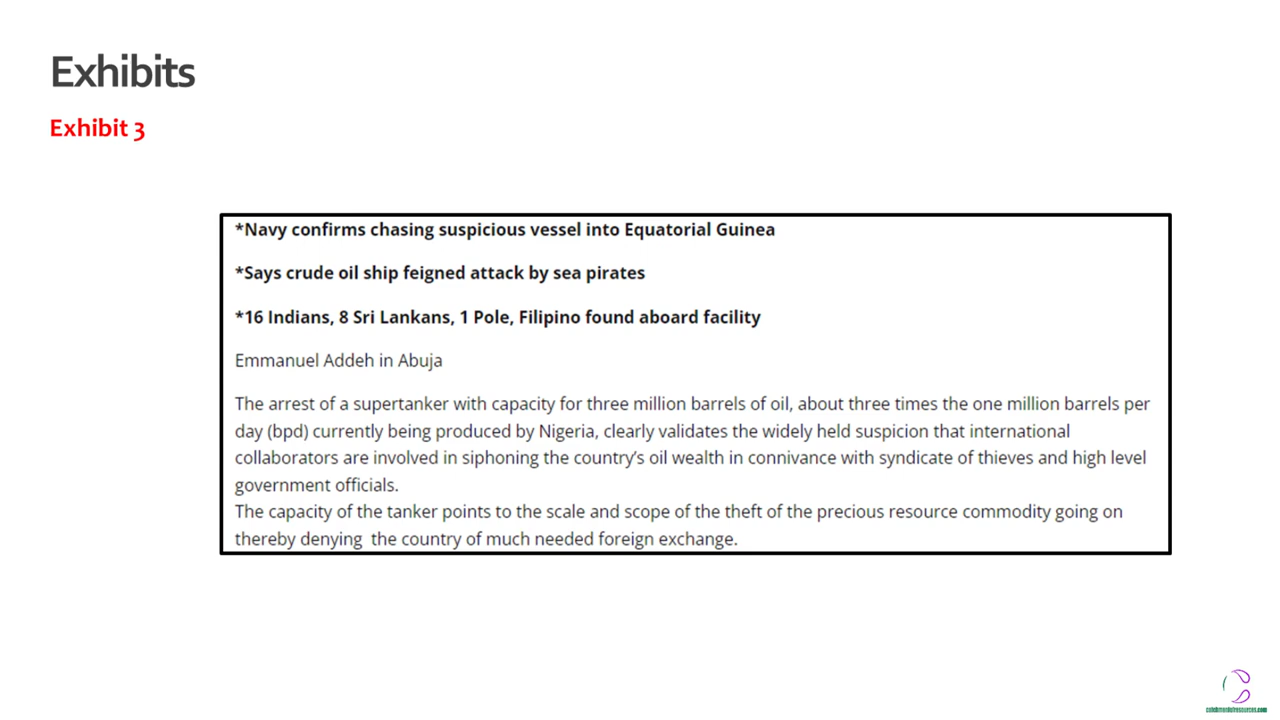 Exhibits
Exhibit 3
*Navy confirms chasing suspicious vessel into Equatorial Guinea
*Says crude oil ship feigned attack by sea pirates
*16 Indians, 8 Sri Lankans, 1 Pole, Filipino found aboard facility
Emmanuel Addeh in Abuja
The arrest of a supertanker with capacity for three million barrels of oil, about three times the one million barrels per
day (bpd) currently being produced by Nigeria, clearly validates the widely held suspicion that international
collaborators are involved in siphoning the country’s oil wealth in connivance with syndicate of thieves and high level
government officials.
The capacity of the tanker points to the scale and scope of the theft of the precious resource commodity going on
thereby denying  the country of much needed foreign exchange.